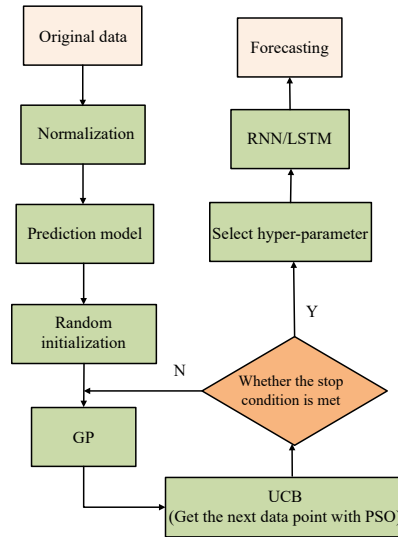 Original data
Normalization
Prediction model
Random
initialization
GP
UCB
(Get the next data point with PSO)
Whether the stop
condition is met
N
Y
Select hyper-parameter
RNN/LSTM
Forecasting